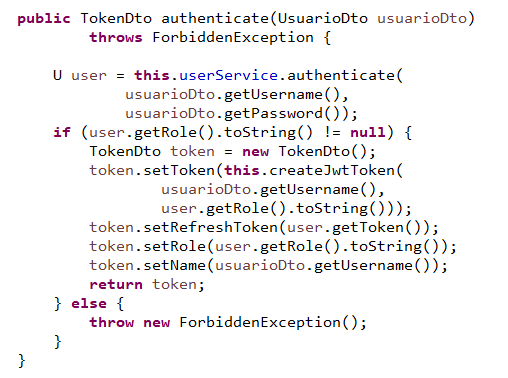 public TokenDto authenticate(UsuarioDto usuarioDto)
        throws ForbiddenException {

    U user = this.userService.authenticate(
            usuarioDto.getUsername(),
            usuarioDto.getPassword());
    if (user.getRole().toString() != null) {
        TokenDto token = new TokenDto();
        token.setToken(this.createJwtToken(
                usuarioDto.getUsername(),
                user.getRole().toString()));
        token.setRefreshToken(user.getToken());
        token.setRole(user.getRole().toString());
        token.setName(usuarioDto.getUsername());
        return token;
    } else {
        throw new ForbiddenException();
    }
}